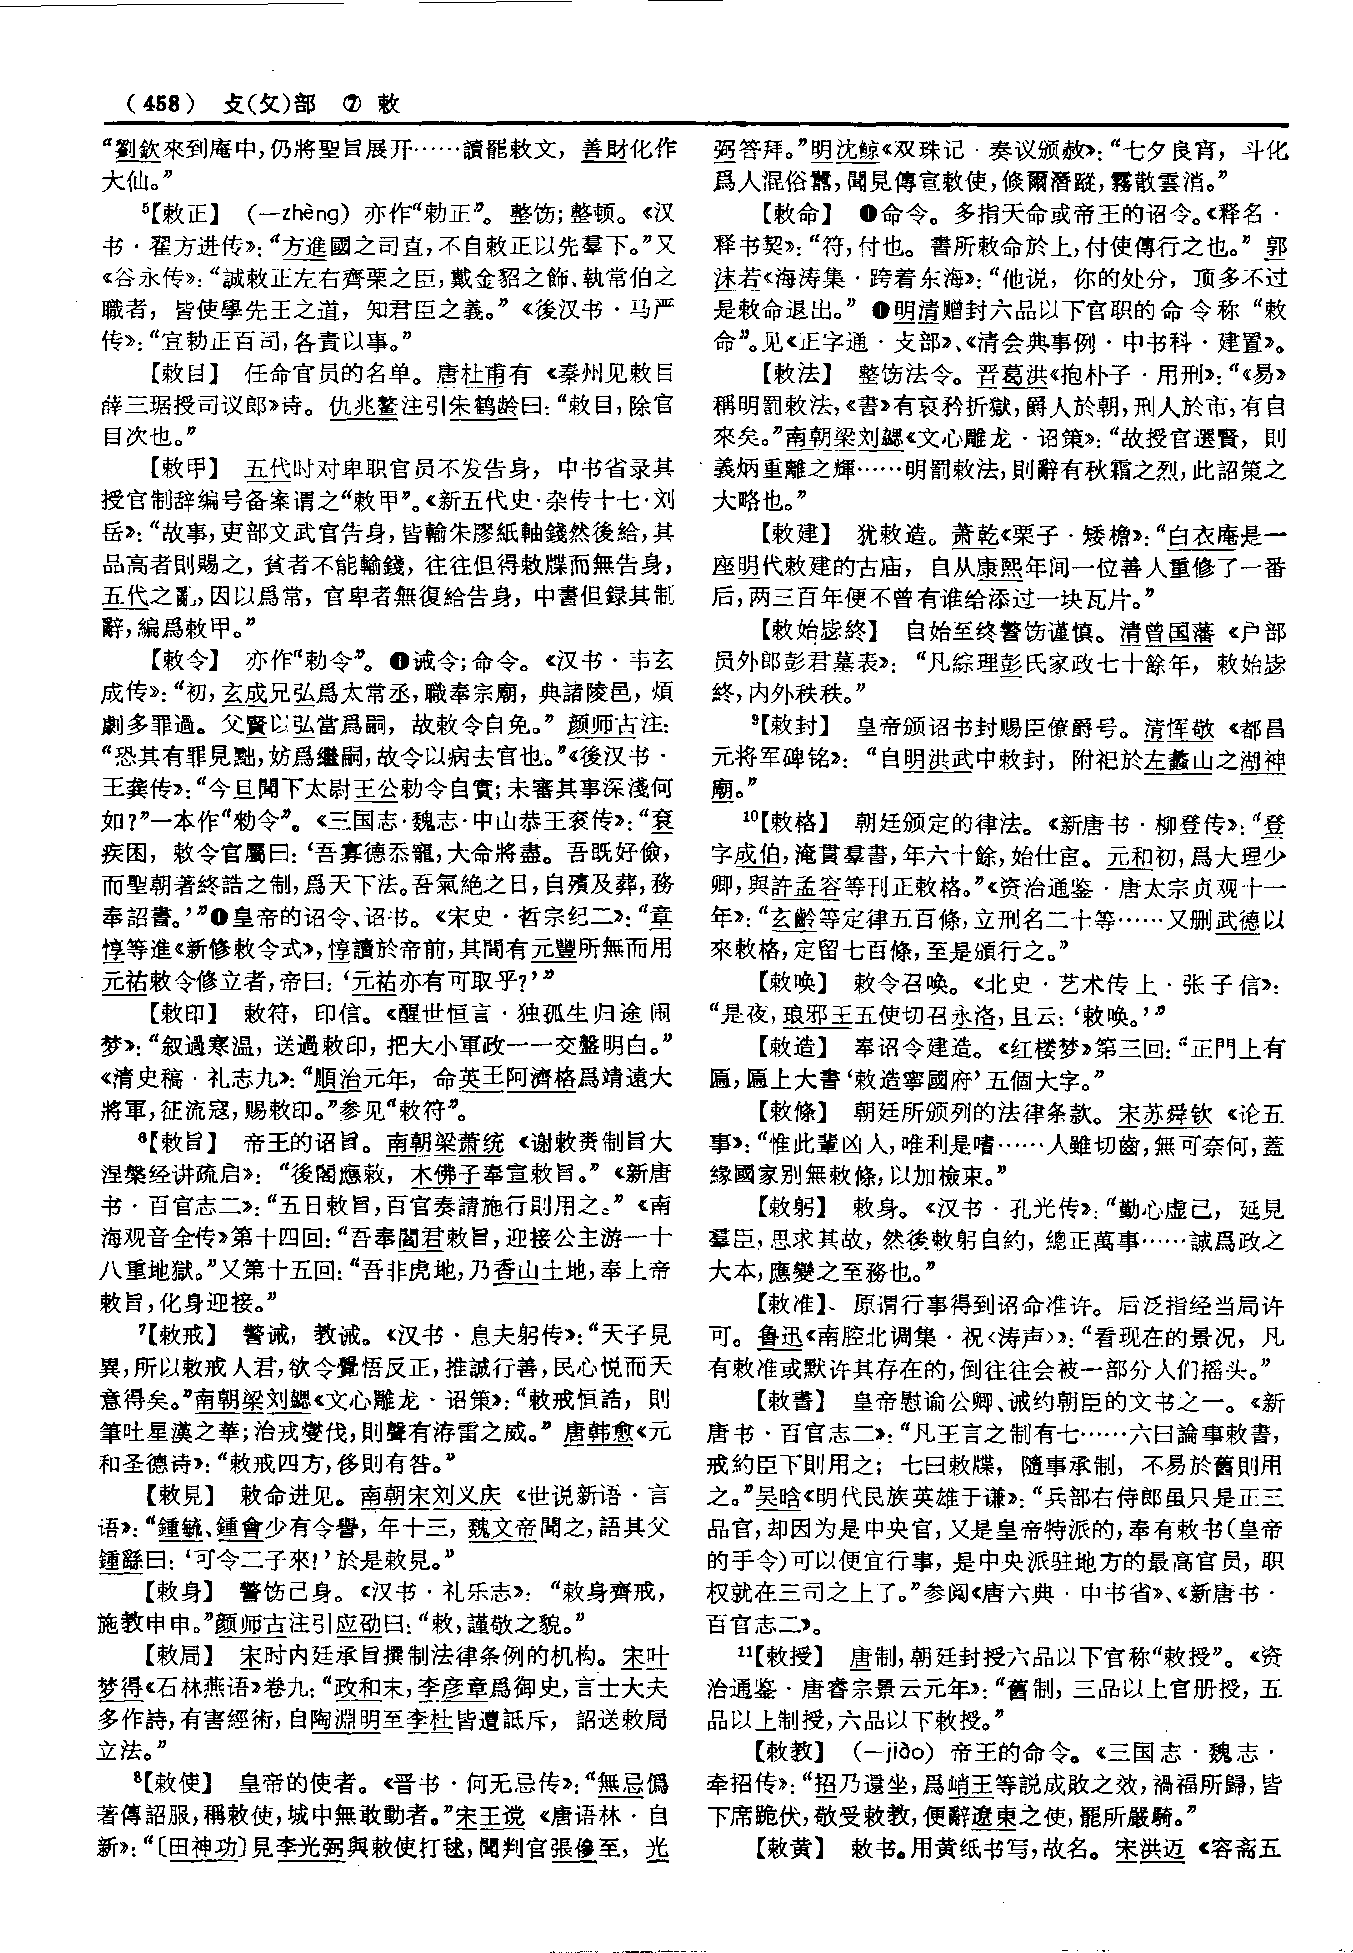 （458） 攴(攵)部 ⑦ 敕
“劉欽來到庵中，仍將聖旨展开……讀罷敕文，善財化作
大仙。”
⁵【敕正】 （—zhèng）亦作“勅正”。整饬；整顿。《汉
书·翟方进传》：“方進國之司直，不自敕正以先羣下。”又
《谷永传》：“誠敕正左右齊栗之臣，戴金貂之飾、執常伯之
職者，皆使學先王之道，知君臣之義。”《後汉书·马严
传》：“宜勅正百司，各責以事。”
【敕目】 任命官员的名单。唐杜甫有《秦州见敕目
薛三琚授司议郎》诗。仇兆鳌注引朱鹤龄曰：“敕目，除官
目次也。”
【敕甲】 五代时对卑职官员不发告身，中书省录其
授官制辞编号备案谓之“敕甲”。《新五代史·杂传十七·刘
岳》：“故事，吏部文武官告身，皆輸朱膠紙軸錢然後給，其
品高者則賜之，貧者不能輸錢，往往但得敕牒而無告身，
五代之亂，因以爲常，官卑者無復給告身，中書但録其制
辭，編爲敕甲。”
【敕令】 亦作“勅令”。❶诫令；命令。《汉书·韦玄
成传》：“初，玄成兄弘爲太常丞，職奉宗廟，典諸陵邑，煩
劇多罪過。父賢以弘當爲嗣，故敕令自免。”颜师古注：
“恐其有罪見黜，妨爲繼嗣，故令以病去官也。”《後汉书·
王龚传》：“今旦聞下太尉王公勅令自實；未審其事深淺何
如？”一本作“勑令”。《三国志·魏志·中山恭王衮传》：“衮
疾困，敕令官屬曰：‘吾寡德忝寵，大命將盡。吾既好儉，
而聖朝著終誥之制，爲天下法。吾氣絶之日，自殯及葬，務
奉詔書。’”❶皇帝的诏令、诏书。《宋史·哲宗纪二》：“章
惇等進《新修敕令式》，惇讀於帝前，其間有元豐所無而用
元祐敕令修立者，帝曰：‘元祐亦有可取乎？’”
【敕印】 敕符，印信。《醒世恒言·独孤生归途闹
梦》：“叙過寒温，送過敕印，把大小軍政一一交盤明白。”
《清史稿·礼志九》：“順治元年，命英王阿濟格爲靖遠大
將軍，征流寇，赐敕印。”参见“敕符”。
⁶【敕旨】 帝王的诏旨。南朝梁萧统《谢敕赉制旨大
涅槃经讲疏启》：“後閤應敕，木佛子奉宣敕旨。”《新唐
书·百官志二》：“五曰敕旨，百官奏請施行則用之。”《南
海观音全传》第十四回：“吾奉閻君敕旨，迎接公主游一十
八重地獄。”又第十五回：“吾非虎地，乃香山土地，奉上帝
敕旨，化身迎接。”
⁷【敕戒】 警诫，教诫。《汉书·息夫躬传》：“天子見
異，所以敕戒人君，欲令覺悟反正，推誠行善，民心悦而天
意得矣。”南朝梁刘勰《文心雕龙·诏策》：“敕戒恒誥，則
筆吐星漢之華；治戎燮伐，則聲有洊雷之威。”唐韩愈《元
和圣德诗》：“敕戒四方，侈則有咎。”
【敕見】 敕命进见。南朝宋刘义庆《世说新语·言
语》：“鍾毓、鍾會少有令譽，年十三，魏文帝聞之，語其父
鍾繇曰：‘可令二子來！’於是敕見。”
【敕身】 警饬己身。《汉书·礼乐志》：“敕身齊戒，
施教申申。”颜师古注引应劭曰：“敕，謹敬之貌。”
【敕局】 宋时内廷承旨撰制法律条例的机构。宋叶
梦得《石林燕语》卷九：“政和末，李彦章爲御史，言士大夫
多作詩，有害經術，自陶淵明至李杜皆遭詆斥，詔送敕局
立法。”
⁸【敕使】 皇帝的使者。《晋书·何无忌传》：“無忌僞
著傳詔服，稱敕使，城中無敢動者。”宋王谠《唐语林·自
新》：“〔田神功〕見李光弼與敕使打毬，聞判官張傪至，光
弼答拜。”明沈鲸《双珠记·奏议颁赦》：“七夕良宵，斗化
爲人混俗囂，聞見傳宣敕使，倏爾潛蹤，霧散雲消。”
【敕命】 ❶命令。多指天命或帝王的诏令。《释名·
释书契》：“符，付也。書所敕命於上，付使傳行之也。”郭
沫若《海涛集·跨着东海》：“他说，你的处分，顶多不过
是敕命退出。”❶明清赠封六品以下官职的命令称“敕
命”。见《正字通·支部》、《清会典事例·中书科·建置》。
【敕法】 整饬法令。晋葛洪《抱朴子·用刑》：“《易》
稱明罰敕法，《書》有哀矜折獄，爵人於朝，刑人於市，有自
來矣。”南朝梁刘勰《文心雕龙·诏策》：“故授官選賢，則
義炳重離之輝……明罰敕法，則辭有秋霜之烈，此詔策之
大略也。”
【敕建】 犹敕造。萧乾《栗子·矮檐》：“白衣庵是一
座明代敕建的古庙，自从康熙年间一位善人重修了一番
后，两三百年便不曾有谁给添过一块瓦片。”
【敕始毖終】 自始至终警饬谨慎。清曾国藩《户部
员外郎彭君墓表》：“凡綜理彭氏家政七十餘年，敕始毖
終，内外秩秩。”
⁹【敕封】 皇帝颁诏书封赐臣僚爵号。清恽敬《都昌
元将军碑铭》：“自明洪武中敕封，附祀於左蠡山之湖神
廟。”
¹⁰【敕格】 朝廷颁定的律法。《新唐书·柳登传》：“登
字成伯，淹貫羣書，年六十餘，始仕宦。元和初，爲大理少
卿，與許孟容等刊正敕格。”《资治通鉴·唐太宗贞观十一
年》：“玄齡等定律五百條，立刑名二十等……又删武德以
來敕格，定留七百條，至是頒行之。”
【敕唤】 敕令召唤。《北史·艺术传上·张子信》：
“是夜，琅邪王五使切召永洛，且云：‘敕唤。’”
【敕造】 奉诏令建造。《红楼梦》第三回：“正門上有
匾，匾上大書‘敕造寧國府’五個大字。”
【敕條】 朝廷所颁列的法律条款。宋苏舜钦《论五
事》：“惟此輩凶人，唯利是嗜……人雖切齒，無可奈何，蓋
緣國家别無敕條，以加檢束。”
【敕躬】 敕身。《汉书·孔光传》：“勤心虚己，延見
羣臣，思求其故，然後敕躬自約，總正萬事……誠爲政之
大本，應變之至務也。”
【敕准】 原谓行事得到诏命准许。后泛指经当局许
可。鲁迅《南腔北调集·祝〈涛声〉》：“看现在的景况，凡
有敕准或默许其存在的，倒往往会被一部分人们摇头。”
【敕書】 皇帝慰谕公卿、诫约朝臣的文书之一。《新
唐书·百官志二》：“凡王言之制有七……六曰論事敕書，
戒約臣下則用之；七曰敕牒，隨事承制，不易於舊則用
之。”吴晗《明代民族英雄于谦》：“兵部右侍郎虽只是正三
品官，却因为是中央官，又是皇帝特派的，奉有敕书（皇帝
的手令）可以便宜行事，是中央派驻地方的最高官员，职
权就在三司之上了。”参阅《唐六典·中书省》、《新唐书·
百官志二》。
¹¹【敕授】 唐制，朝廷封授六品以下官称“敕授”。《资
治通鉴·唐睿宗景云元年》：“舊制，三品以上官册授，五
品以上制授，六品以下敕授。”
【敕教】 （—jiào）帝王的命令。《三国志·魏志·
牵招传》：“招乃還坐，爲峭王等説成敗之效，禍福所歸，皆
下席跪伏，敬受敕教，便辭遼東之使，罷所嚴騎。”
【敕黄】 敕书。用黄纸书写，故名。宋洪迈《容斋五